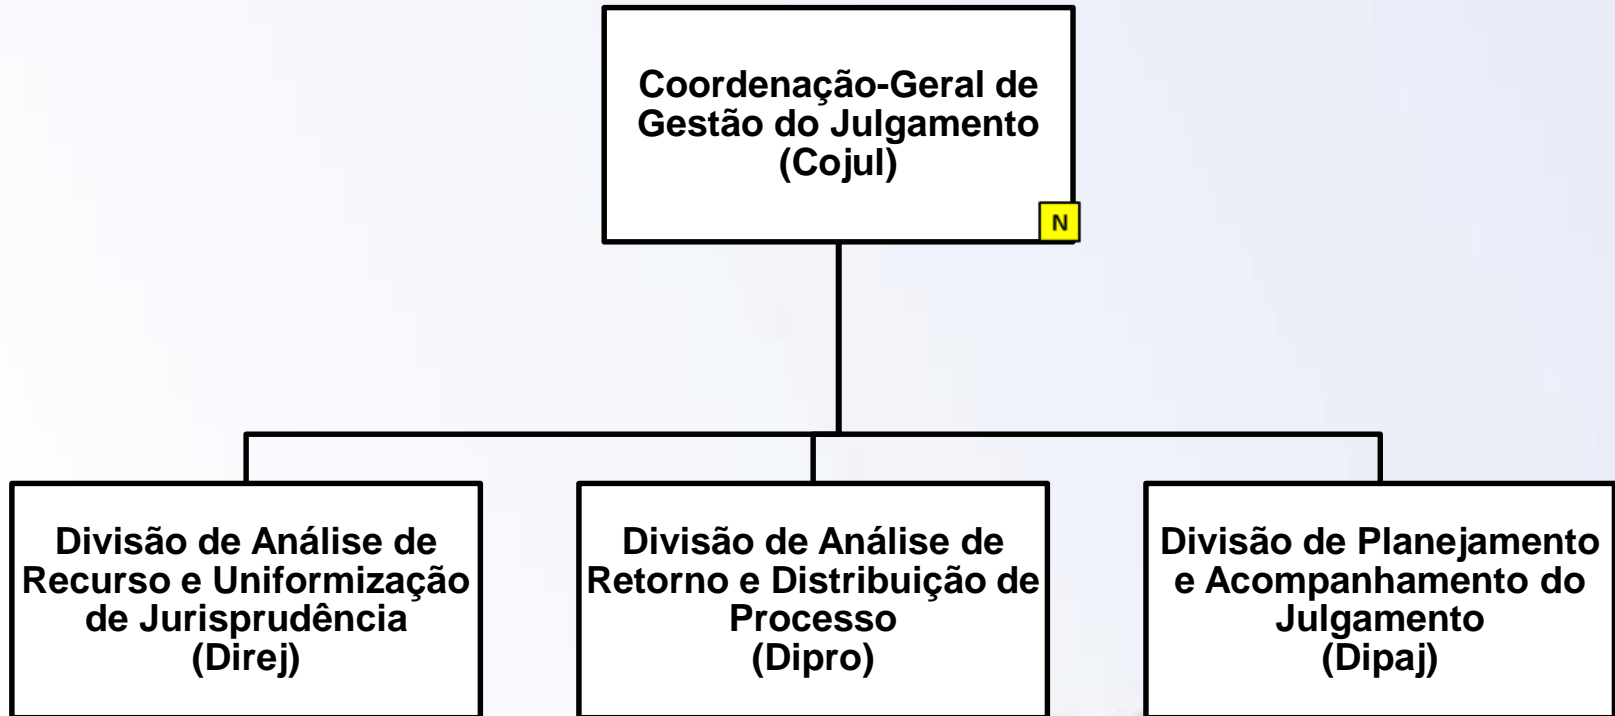 Coordenação-Geral de
Gestão do Julgamento
(Cojul)
N
Divisão de Análise de
Recurso e Uniformização
de Jurisprudência
(Direj)
Divisão de Análise de
Retorno e Distribuição de
Processo
(Dipro)
Divisão de Planejamento
e Acompanhamento do
Julgamento
(Dipaj)